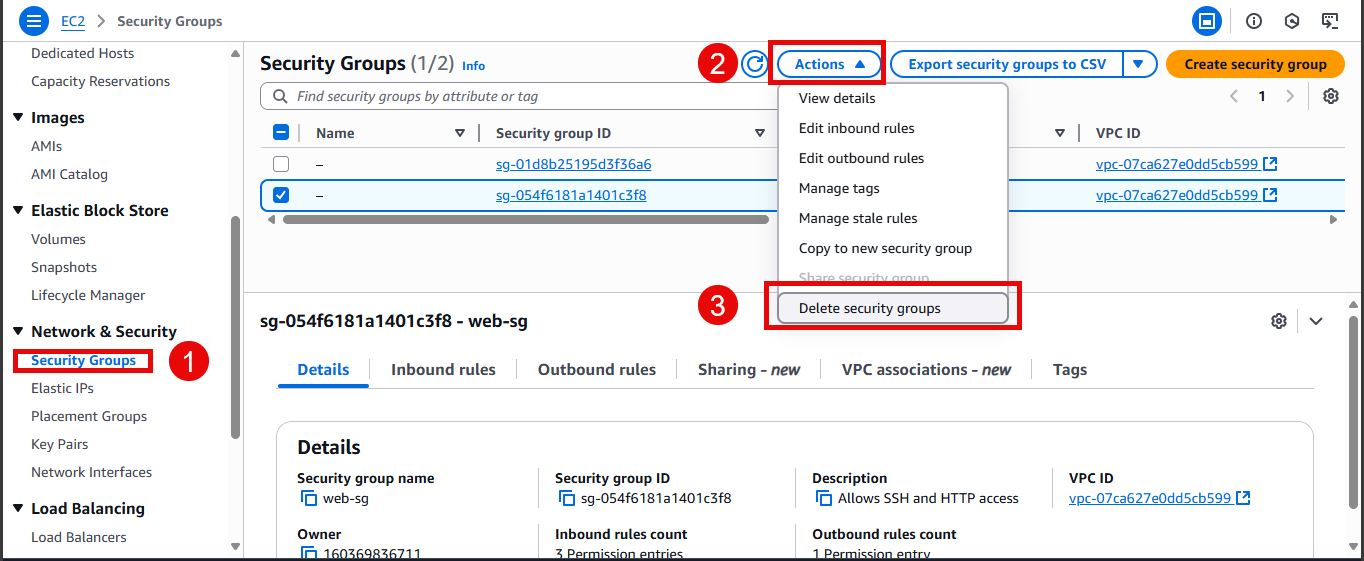 EC2 > Security Groups
Dedicated Hosts
Capacity Reservations
Images
AMIs
AMI Catalog
Elastic Block Store
Volumes
Snapshots
Lifecycle Manager
Network & Security
Security Groups 1
Elastic IPs
Placement Groups
Key Pairs
Network Interfaces
Load Balancing
Load Balancers
Security Groups (1/2) Info 2 Actions Export security groups to CSV Create security group
Find security groups by attribute or tag 1
Name Security group ID VPC ID
– sg-01d8b25195d3f36a6 vpc-07ca627e0dd5cb599
– sg-054f6181a1401c3f8 vpc-07ca627e0dd5cb599
View details
Edit inbound rules
Edit outbound rules
Manage tags
Manage stale rules
Copy to new security group
Share security group
3 Delete security groups
sg-054f6181a1401c3f8 - web-sg
Details Inbound rules Outbound rules Sharing - new VPC associations - new Tags
Details
Security group name Security group ID Description VPC ID
web-sg sg-054f6181a1401c3f8 Allows SSH and HTTP access vpc-07ca627e0dd5cb599
Owner Inbound rules count Outbound rules count
160369836711 3 Permission entries 1 Permission entry